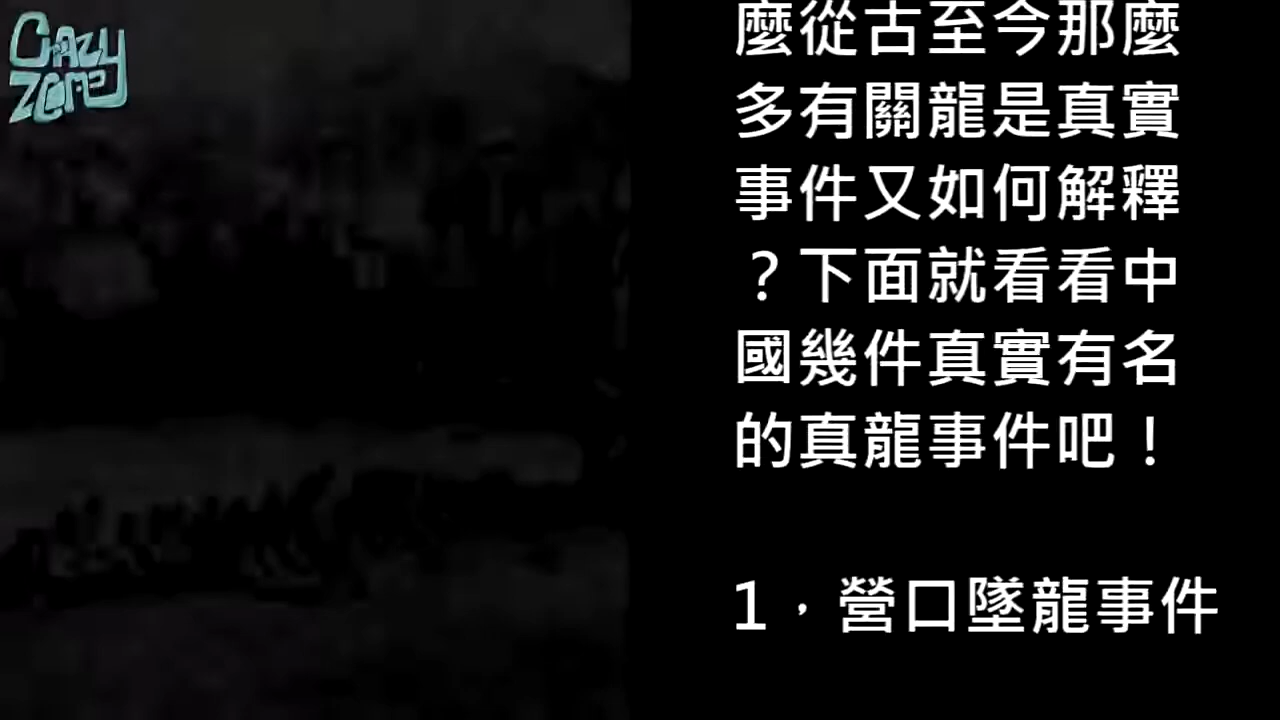 CRAZY
ZONE
麼從古至今那麼
多有關龍是真實
事件又如何解釋
？下面就看看中
國幾件真實有名
的真龍事件吧！
1，營口墜龍事件